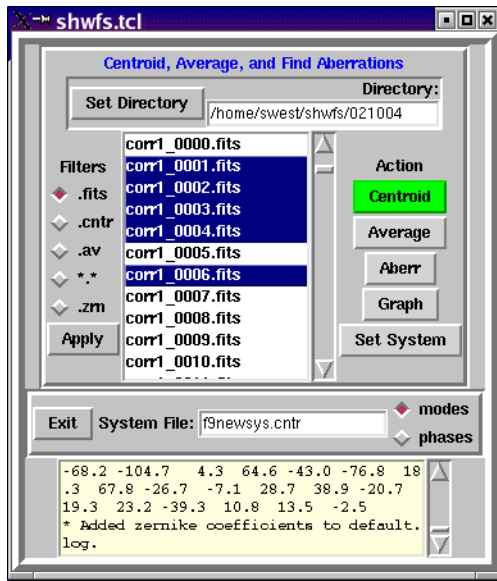 shwfs.tcl
Centroid, Average, and Find Aberrations
Directory:
Set Directory
/home/swest/shwfs/021004
Filters
.fits
.cntr
.av
*.*
.zrn
Apply
corr1_0000.fits
corr1_0001.fits
corr1_0002.fits
corr1_0003.fits
corr1_0004.fits
corr1_0005.fits
corr1_0006.fits
corr1_0007.fits
corr1_0008.fits
corr1_0009.fits
corr1_0010.fits
Action
Centroid
Average
Aberr
Graph
Set System
Exit System File: f9newsys.cntr
modes
phases
-68.2 -104.7 4.3 64.6 -43.0 -76.8 18
.3 67.8 -26.7 -7.1 28.7 38.9 -20.7
19.3 23.2 -39.3 10.8 13.5 -2.5
* Added zernike coefficients to default.
log.